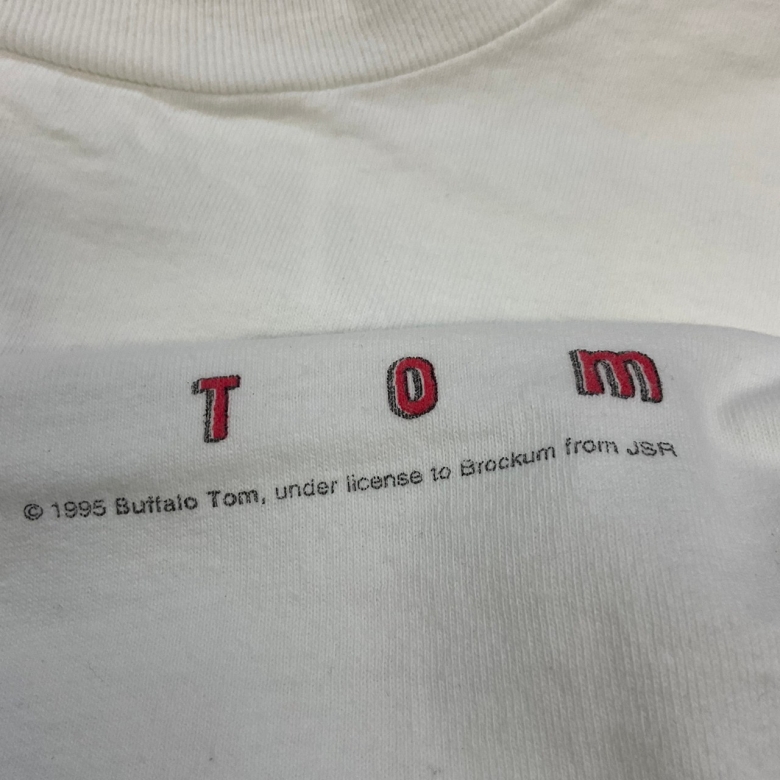 T O m
© 1995 Buffalo Tom, under license to Brockum from JSR